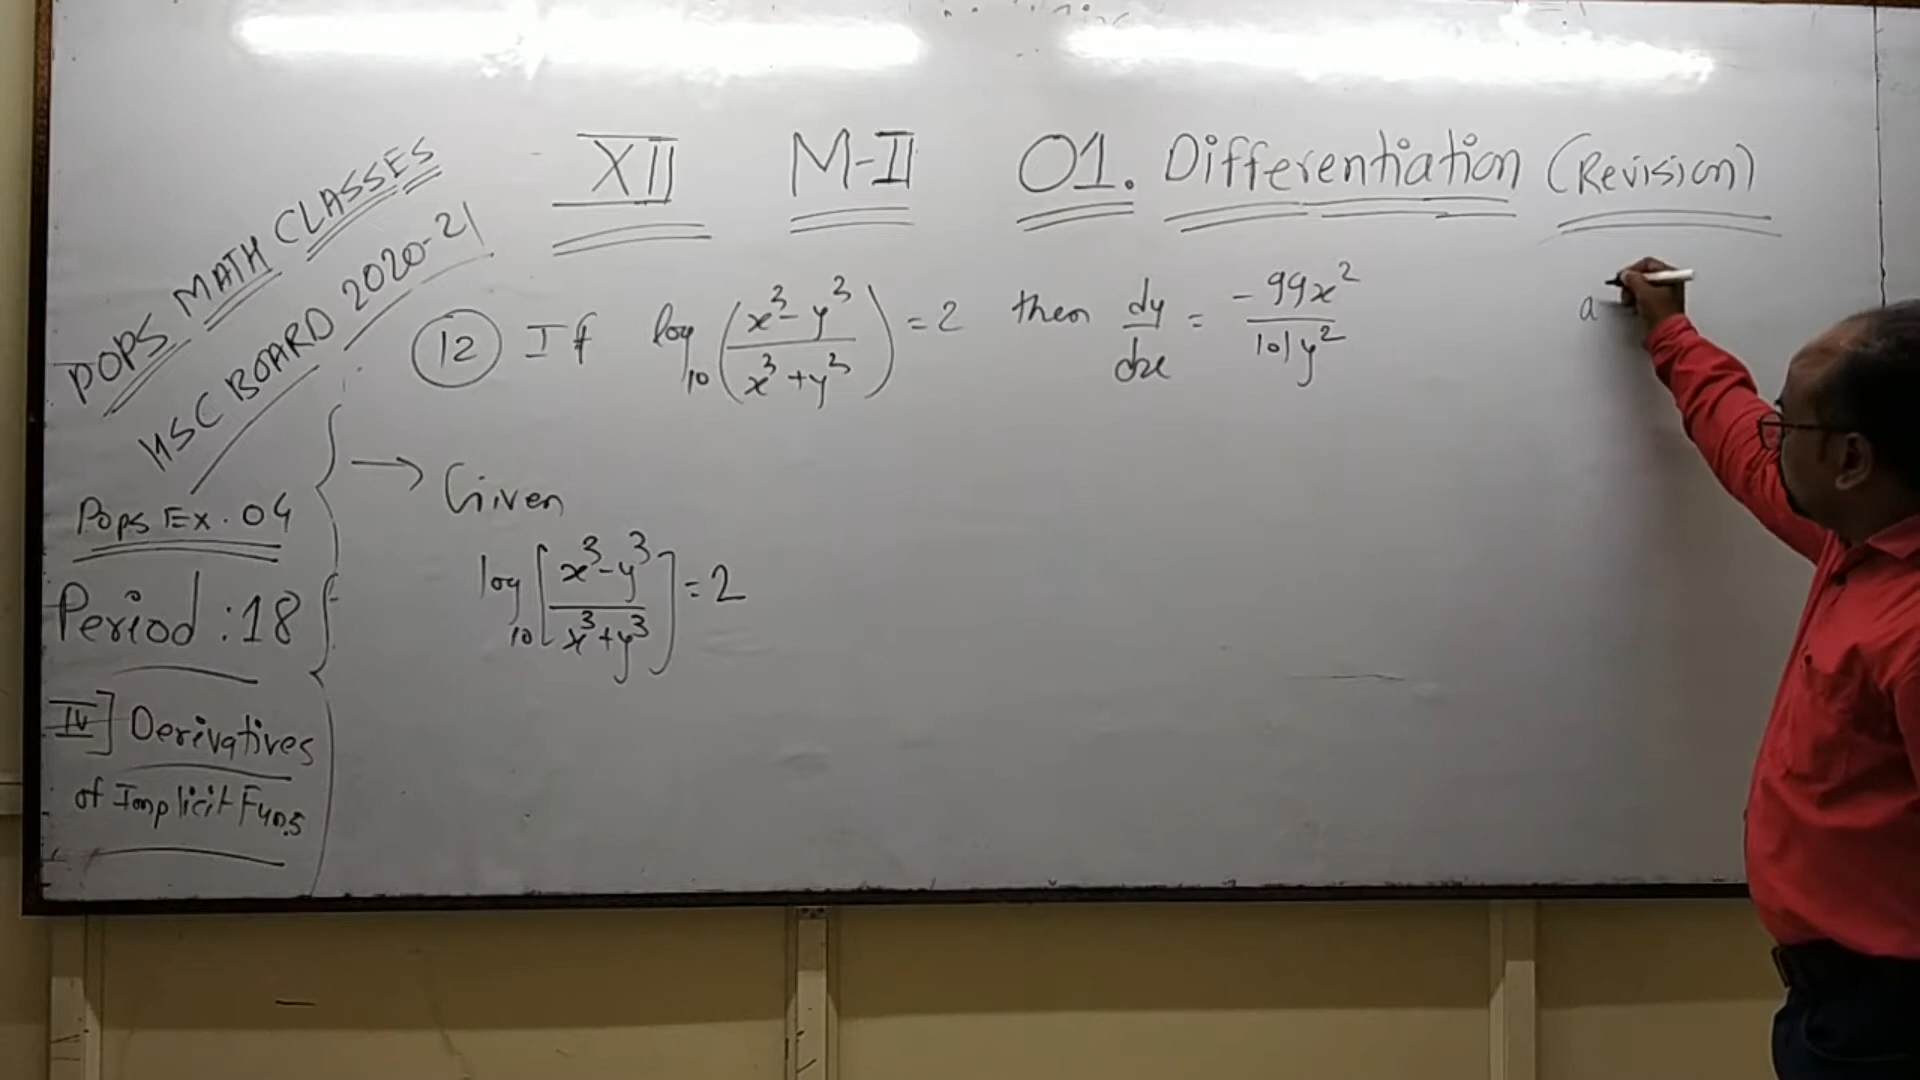 XII M-II 01. Differentiation (Revision)
POPS MATH CLASSES
HSC BOARD 2020-21
Pops Ex. 04
Period : 18
IV] Derivatives
of Implicit Funs
(12) If log₁₀((x³-y³)/(x³+y³)) = 2 then dy/dx = -99x²/101y²
→ Given
log₁₀[(x³-y³)/(x³+y³)] = 2
a